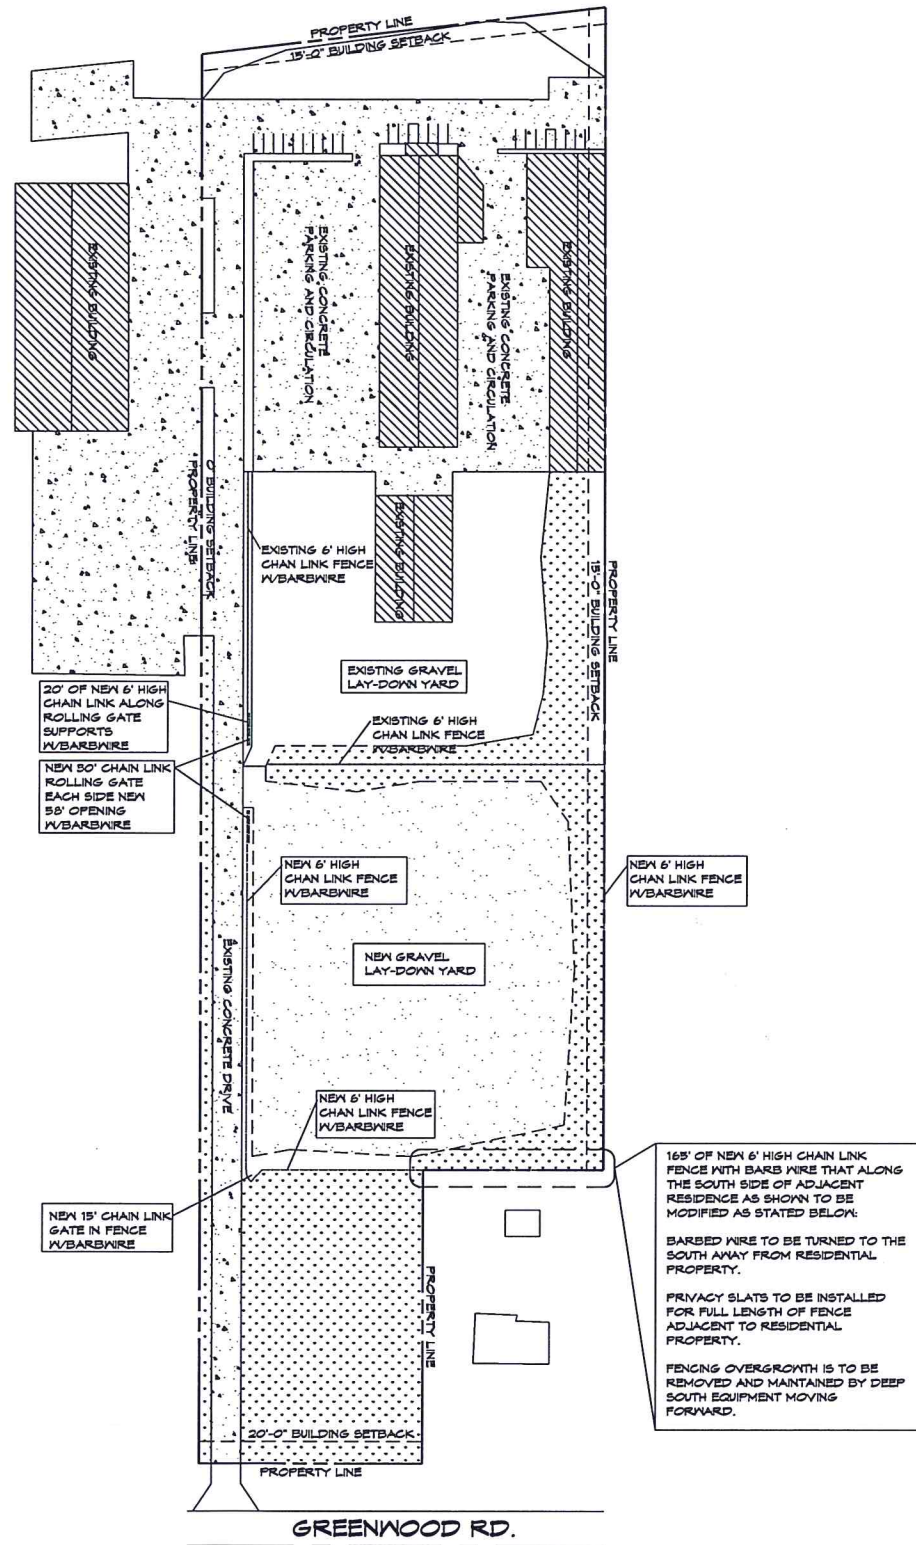 PROPERTY LINE
15'-0" BUILDING SETBACK
EXISTING BUILDING
EXISTING CONCRETE
PARKING AND CIRCULATION
EXISTING BUILDING
EXISTING CONCRETE
PARKING AND CIRCULATION
EXISTING BUILDING
0' BUILDING SETBACK
PROPERTY LINE
EXISTING 6' HIGH
CHAN LINK FENCE
W/BARBWIRE
EXISTING BUILDING
PROPERTY LINE
15'-0" BUILDING SETBACK
EXISTING GRAVEL
LAY-DOWN YARD
20' OF NEW 6' HIGH
CHAIN LINK ALONG
ROLLING GATE
SUPPORTS
W/BARBWIRE
EXISTING 6' HIGH
CHAN LINK FENCE
W/BARBWIRE
NEW 30' CHAIN LINK
ROLLING GATE
EACH SIDE NEW
58' OPENING
W/BARBWIRE
NEW 6' HIGH
CHAN LINK FENCE
W/BARBWIRE
NEW 6' HIGH
CHAN LINK FENCE
W/BARBWIRE
NEW GRAVEL
LAY-DOWN YARD
EXISTING CONCRETE DRIVE
NEW 6' HIGH
CHAN LINK FENCE
W/BARBWIRE
NEW 15' CHAIN LINK
GATE IN FENCE
W/BARBWIRE
165' OF NEW 6' HIGH CHAIN LINK
FENCE WITH BARB WIRE THAT ALONG
THE SOUTH SIDE OF ADJACENT
RESIDENCE AS SHOWN TO BE
MODIFIED AS STATED BELOW:
BARBED WIRE TO BE TURNED TO THE
SOUTH AWAY FROM RESIDENTIAL
PROPERTY.
PRIVACY SLATS TO BE INSTALLED
FOR FULL LENGTH OF FENCE
ADJACENT TO RESIDENTIAL
PROPERTY.
FENCING OVERGROWTH IS TO BE
REMOVED AND MAINTAINED BY DEEP
SOUTH EQUIPMENT MOVING
FORWARD.
PROPERTY LINE
20'-0" BUILDING SETBACK
PROPERTY LINE
GREENWOOD RD.